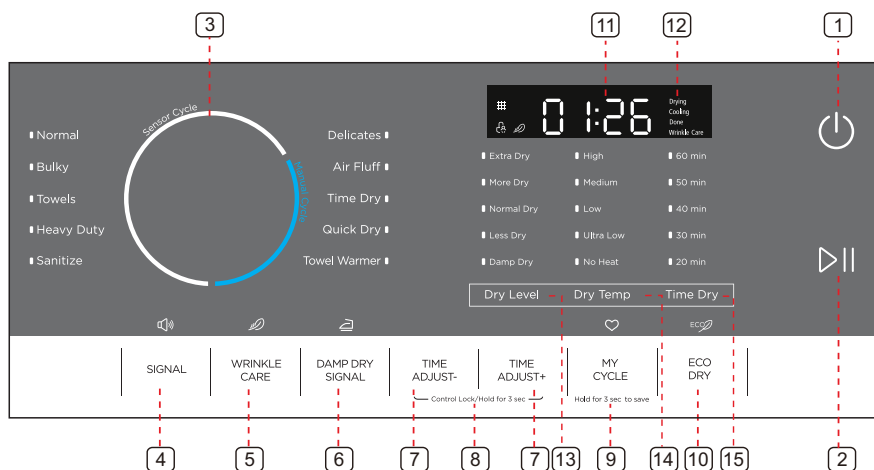 3
11
12
1
Sensor Cycle
Manual Cycle
Normal
Bulky
Towels
Heavy Duty
Sanitize
Delicates
Air Fluff
Time Dry
Quick Dry
Towel Warmer
01:26
Drying
Cooling
Done
Wrinkle Care
Extra Dry High 60 min
More Dry Medium 50 min
Normal Dry Low 40 min
Less Dry Ultra Low 30 min
Damp Dry No Heat 20 min
Dry Level Dry Temp Time Dry
ECO
SIGNAL
WRINKLE
CARE
DAMP DRY
SIGNAL
TIME
ADJUST-
TIME
ADJUST+
Control Lock/Hold for 3 sec
MY
CYCLE
Hold for 3 sec to save
ECO
DRY
4
5
6
7
8
7
13
9
14
10
15
2